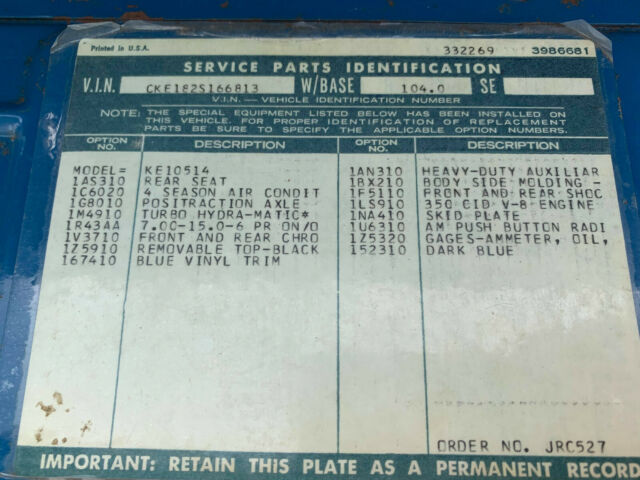 Printed in U.S.A. 332269 3986681
SERVICE PARTS IDENTIFICATION
V.I.N. CKE182S166813 W/BASE 104.0 SE
V.I.N. – VEHICLE IDENTIFICATION NUMBER
NOTE: THE SPECIAL EQUIPMENT LISTED BELOW HAS BEEN INSTALLED ON
THIS VEHICLE. FOR PROPER IDENTIFICATION OF REPLACEMENT
PARTS BE SURE TO SPECIFY THE APPLICABLE OPTION NUMBERS.
OPTION NO. DESCRIPTION OPTION NO. DESCRIPTION
MODEL= KE10514 1AN310 HEAVY-DUTY AUXILIAR
1AS310 REAR SEAT 1BX210 BODY SIDE MOLDING -
1C6020 4 SEASON AIR CONDIT 1F5110 FRONT AND REAR SHOC
1G8010 POSITRACTION AXLE 1LS910 350 CID V-8 ENGINE
1M4910 TURBO HYDRA-MATIC* 1NA410 SKID PLATE
1R43AA 7.00-15.0-6 PR ON/O 1U6310 AM PUSH BUTTON RADI
1V3710 FRONT AND REAR CHRO 1Z5320 GAGES-AMMETER, OIL,
1Z5910 REMOVABLE TOP-BLACK 152310 DARK BLUE
167410 BLUE VINYL TRIM
ORDER NO. JRC527
IMPORTANT: RETAIN THIS PLATE AS A PERMANENT RECORD